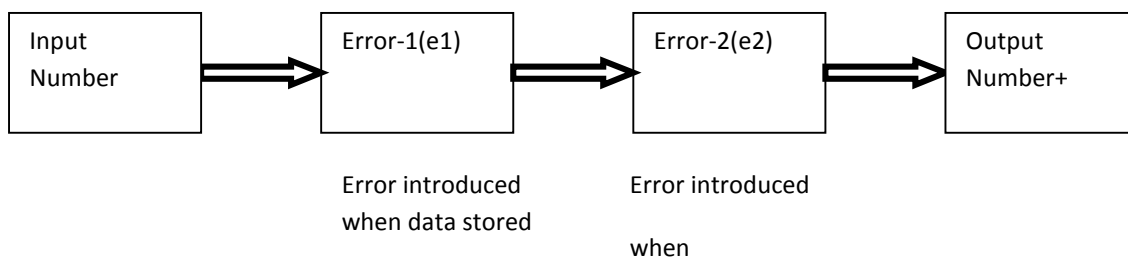 Input
Number
Error-1(e1)
Error-2(e2)
Output
Number+
Error introduced
when data stored
Error introduced
when